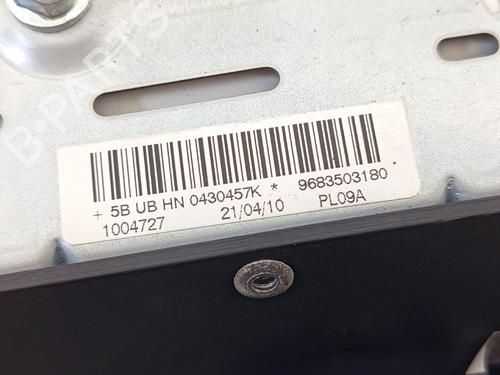 B-PARTS
+ 5B UB HN 0430457K * 9683503180
1004727 21/04/10 PL09A